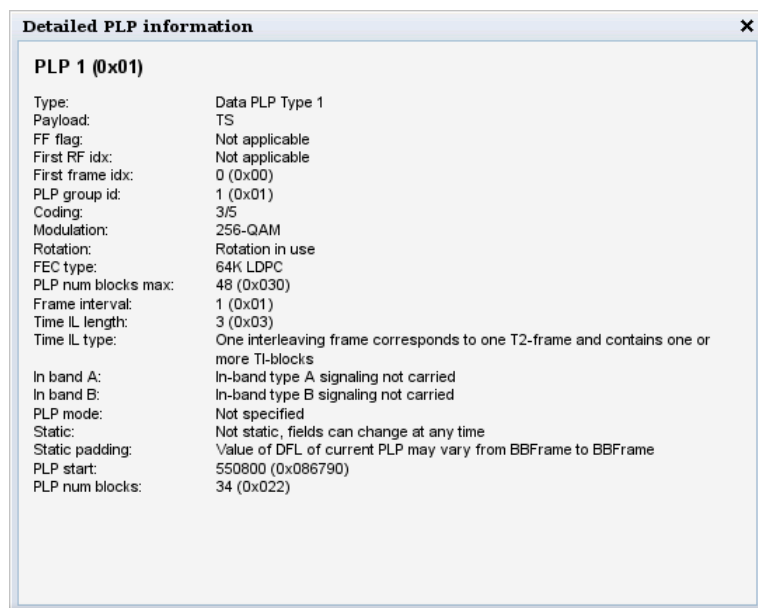 Detailed PLP information
PLP 1 (0x01)
Type: Data PLP Type 1
Payload: TS
FF flag: Not applicable
First RF idx: Not applicable
First frame idx: 0 (0x00)
PLP group id: 1 (0x01)
Coding: 3/5
Modulation: 256-QAM
Rotation: Rotation in use
FEC type: 64K LDPC
PLP num blocks max: 48 (0x030)
Frame interval: 1 (0x01)
Time IL length: 3 (0x03)
Time IL type: One interleaving frame corresponds to one T2-frame and contains one or
more TI-blocks
In band A: In-band type A signaling not carried
In band B: In-band type B signaling not carried
PLP mode: Not specified
Static: Not static, fields can change at any time
Static padding: Value of DFL of current PLP may vary from BBFrame to BBFrame
PLP start: 550800 (0x086790)
PLP num blocks: 34 (0x022)